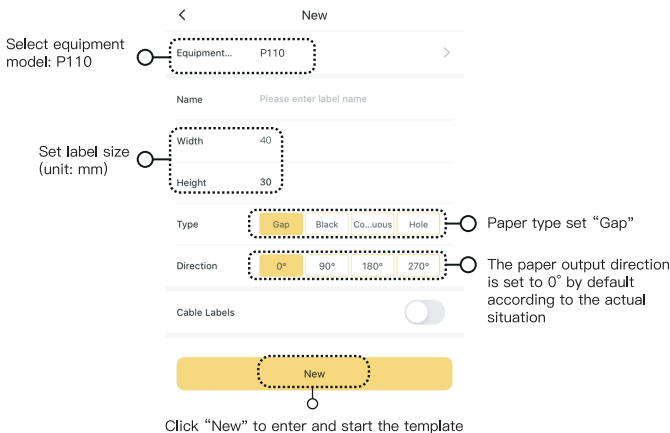 New
Select equipment
model: P110
Equipment...
P110
Name
Please enter label name
Set label size
(unit: mm)
Width
40
Height
30
Type
Gap
Black
Co...uous
Hole
Paper type set “Gap”
Direction
0°
90°
180°
270°
The paper output direction
is set to 0° by default
according to the actual
situation
Cable Labels
New
Click “New” to enter and start the template